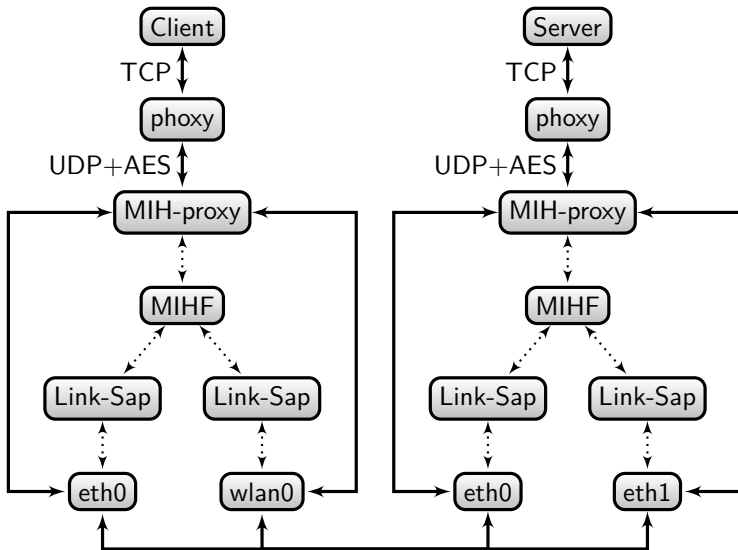 Client
Server
TCP
TCP
phoxy
phoxy
UDP+AES
UDP+AES
MIH-proxy
MIH-proxy
MIHF
MIHF
Link-Sap
Link-Sap
Link-Sap
Link-Sap
eth0
wlan0
eth0
eth1